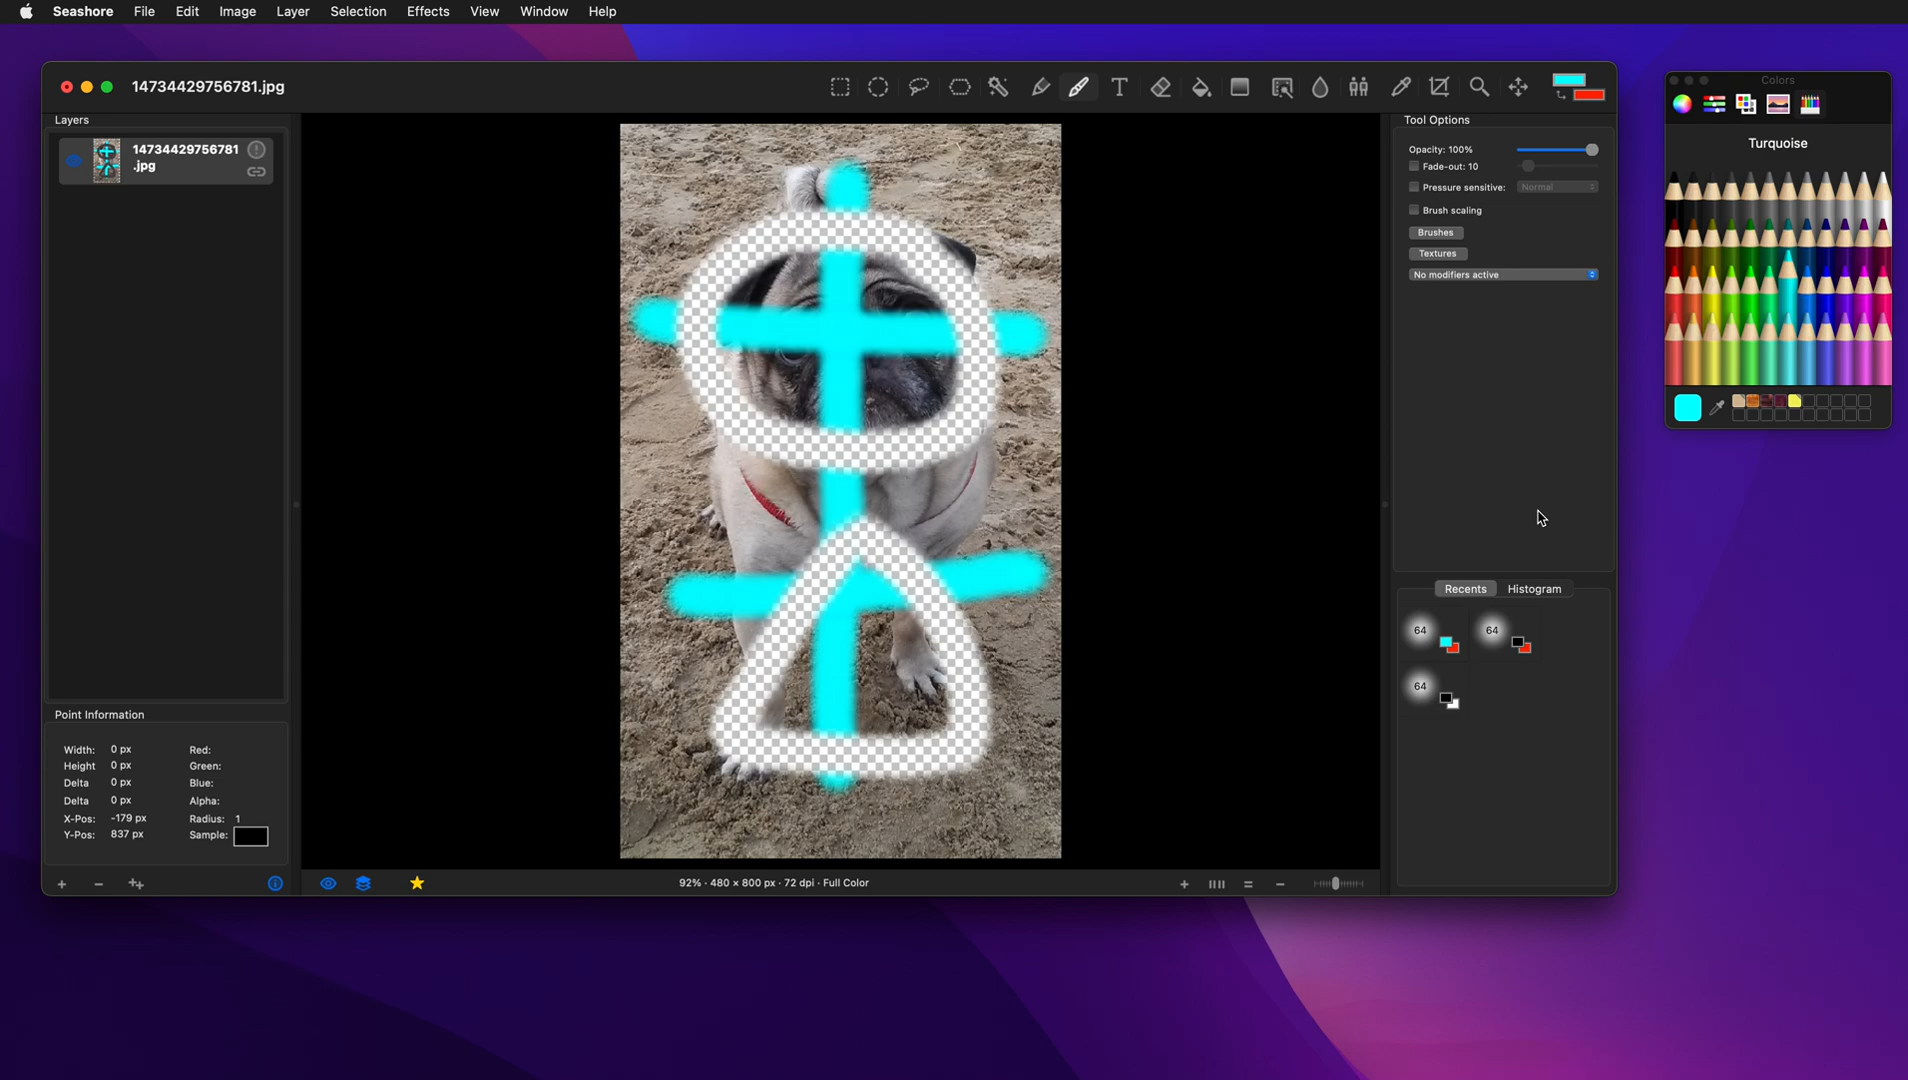 Seashore File Edit Image Layer Selection Effects View Window Help
14734429756781.jpg
Colors
Layers
14734429756781
.jpg
Tool Options
Opacity: 100%
Fade-out: 10
Pressure sensitive: Normal
Brush scaling
Brushes
Textures
No modifiers active
Turquoise
Recents Histogram
64 64
64
Point Information
Width: 0 px Red:
Height 0 px Green:
Delta 0 px Blue:
Delta 0 px Alpha:
X-Pos: -179 px Radius: 1
Y-Pos: 837 px Sample:
92% · 480 × 800 px · 72 dpi · Full Color